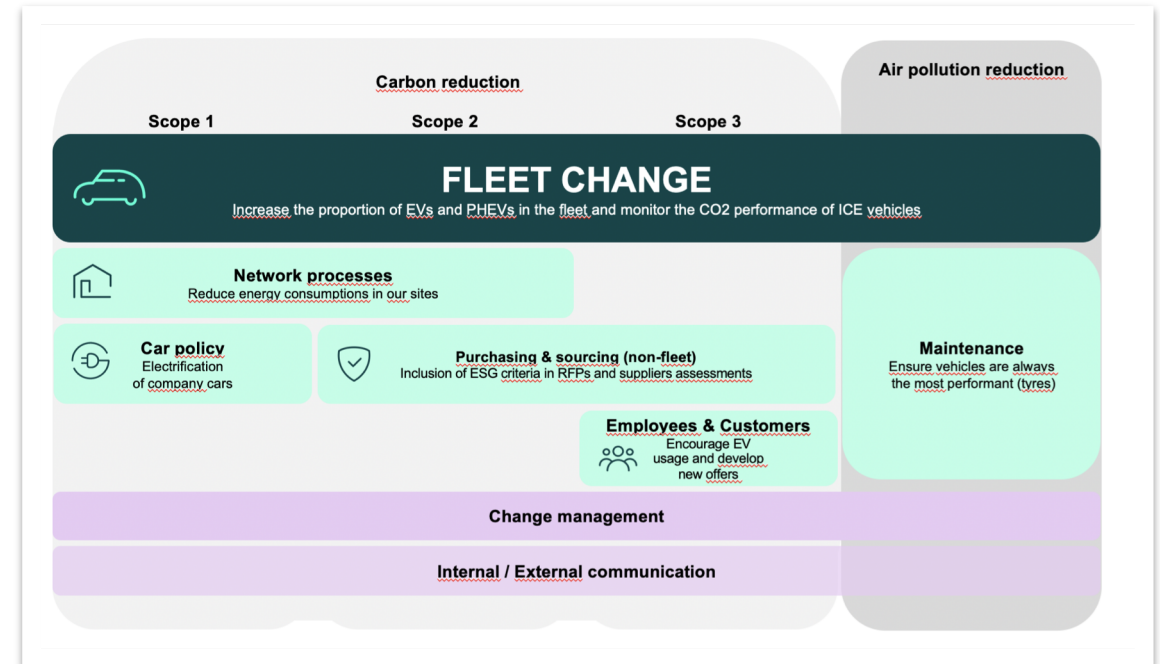 Carbon reduction
Air pollution reduction
Scope 1
Scope 2
Scope 3
FLEET CHANGE
Increase the proportion of EVs and PHEVs in the fleet and monitor the CO2 performance of ICE vehicles
Network processes
Reduce energy consumptions in our sites
Car policy
Electrification
of company cars
Purchasing & sourcing (non-fleet)
Inclusion of ESG criteria in RFPs and suppliers assessments
Maintenance
Ensure vehicles are always
the most performant (tyres)
Employees & Customers
Encourage EV
usage and develop
new offers
Change management
Internal / External communication